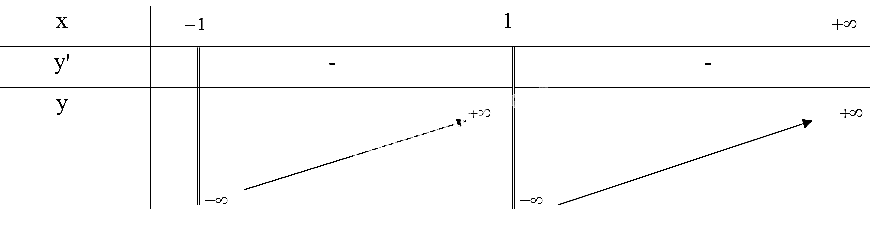 x −1 1 +∞
y' - -
y +∞ +∞
−∞ −∞